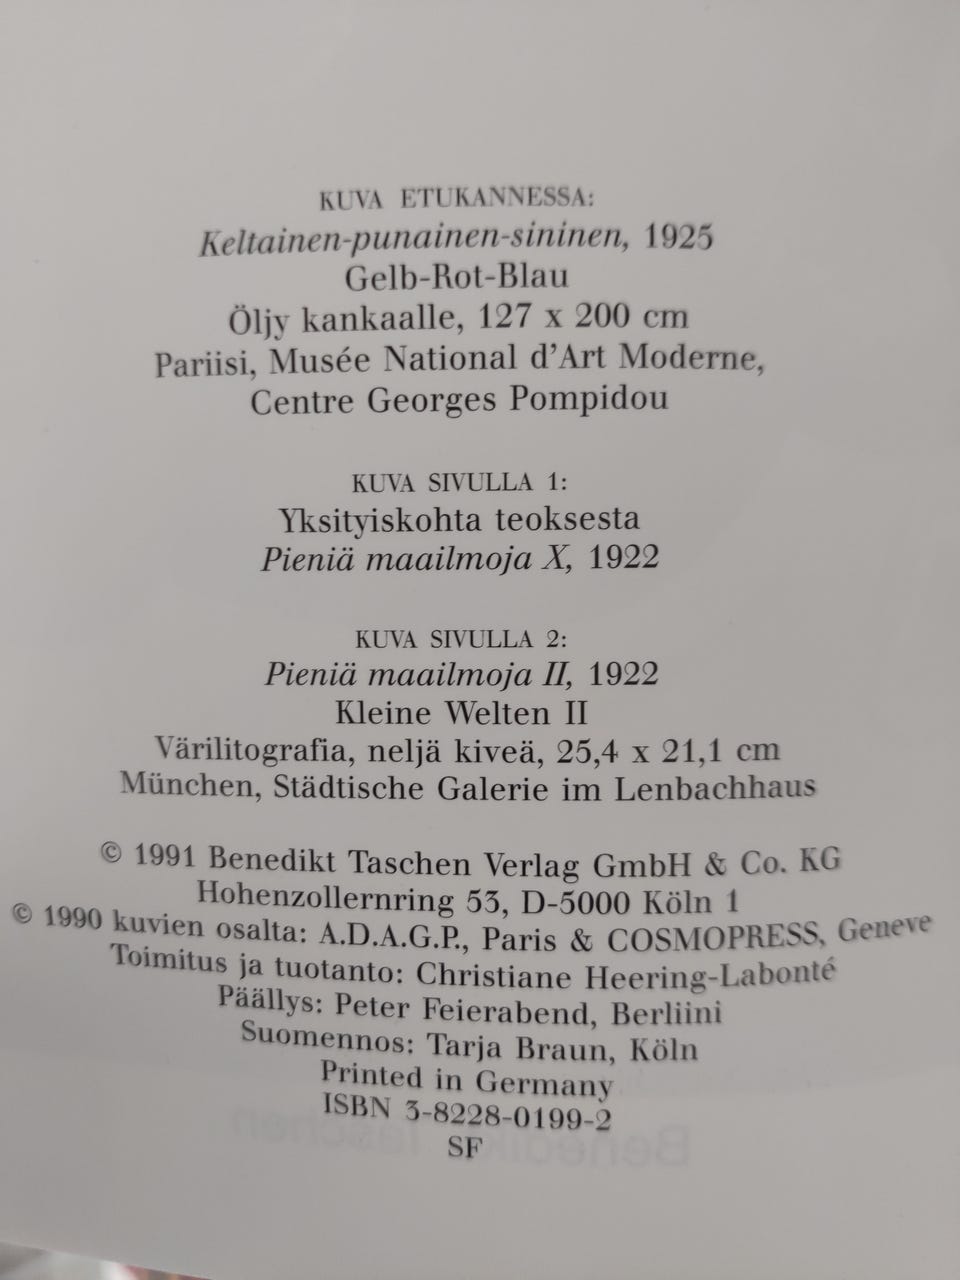 KUVA ETUKANNESSA:
Keltainen-punainen-sininen, 1925
Gelb-Rot-Blau
Öljy kankaalle, 127 x 200 cm
Pariisi, Musée National d'Art Moderne,
Centre Georges Pompidou
KUVA SIVULLA 1:
Yksityiskohta teoksesta
Pieniä maailmoja X, 1922
KUVA SIVULLA 2:
Pieniä maailmoja II, 1922
Kleine Welten II
Värilitografia, neljä kiveä, 25,4 x 21,1 cm
München, Städtische Galerie im Lenbachhaus
© 1991 Benedikt Taschen Verlag GmbH & Co. KG
Hohenzollernring 53, D-5000 Köln 1
© 1990 kuvien osalta: A.D.A.G.P., Paris & COSMOPRESS, Geneve
Toimitus ja tuotanto: Christiane Heering-Labonté
Päällys: Peter Feierabend, Berliini
Suomennos: Tarja Braun, Köln
Printed in Germany
ISBN 3-8228-0199-2
SF
Benedikt Taschen